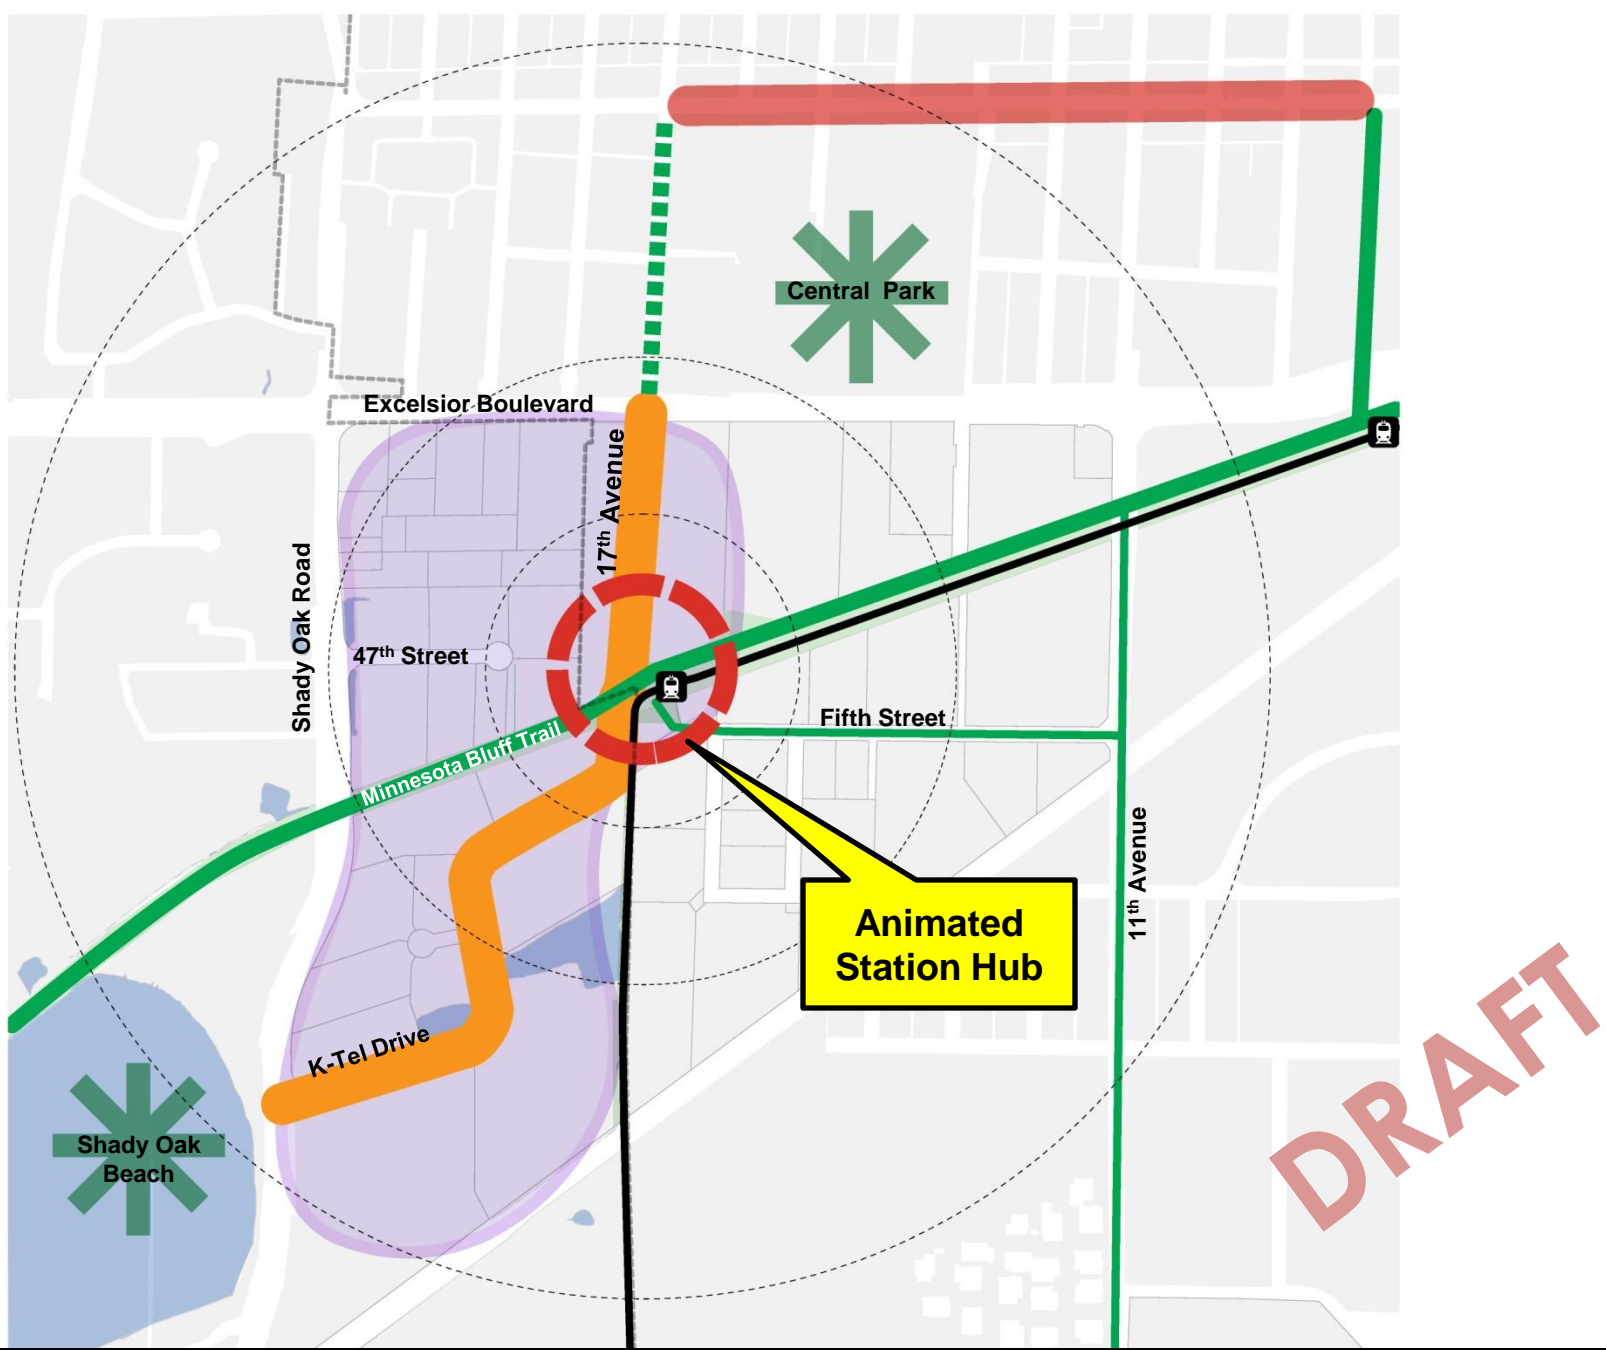 Central Park
Excelsior Boulevard
17th Avenue
Shady Oak Road
47th Street
Minnesota Bluff Trail
Fifth Street
11th Avenue
Animated
Station Hub
K-Tel Drive
Shady Oak
Beach
DRAFT